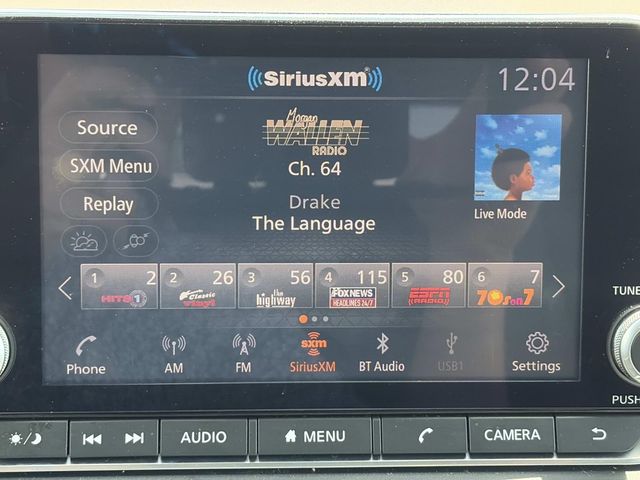 SiriusXM
12:04
Source
SXM Menu
Replay
Morgan
WALLEN
RADIO
Ch. 64
Drake
The Language
Live Mode
1 2 2 26 3 56 4 115 5 80 6 7
HITS 1
Classic
vinyl
the
highway
FOX NEWS
HEADLINES 24/7
ESPN
RADIO
70s on 7
Phone AM FM SiriusXM BT Audio USB1 Settings
sxm
TUNE
PUSH
AUDIO MENU CAMERA